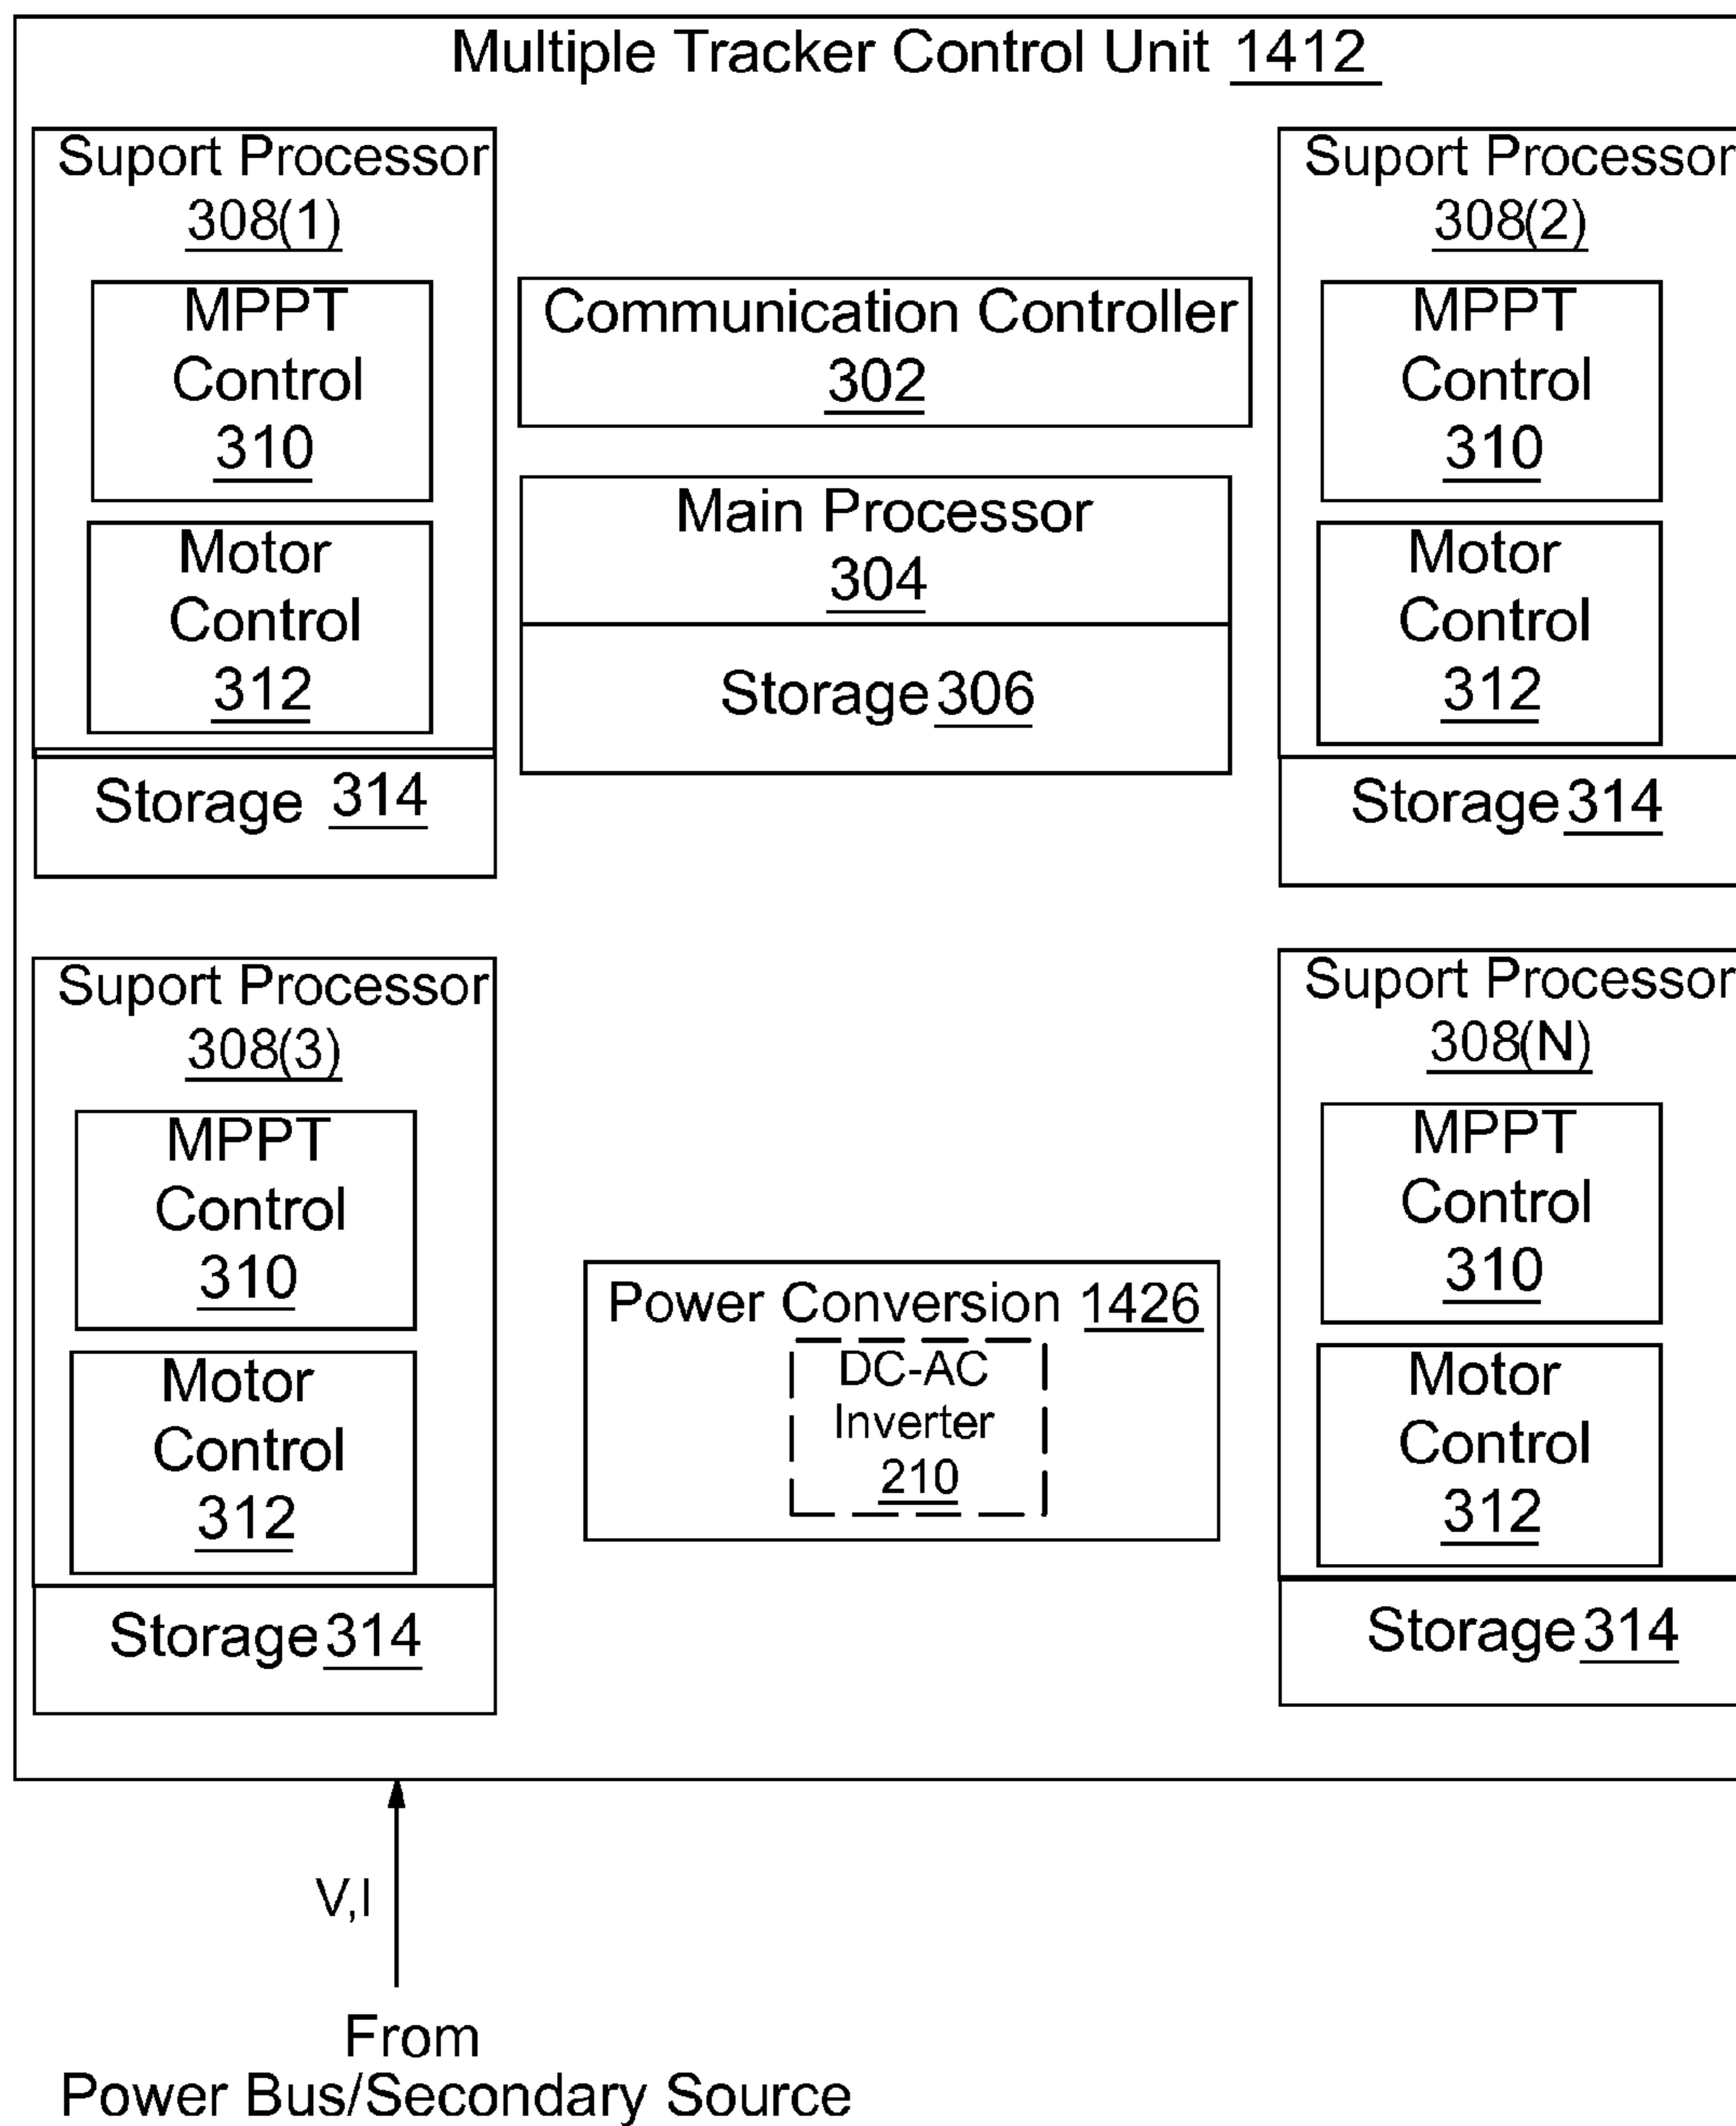 Multiple Tracker Control Unit 1412
Suport Processor
308(1)
MPPT
Control
310
Motor
Control
312
Storage 314
Communication Controller
302
Main Processor
304
Storage 306
Suport Processor
308(2)
MPPT
Control
310
Motor
Control
312
Storage 314
Suport Processor
308(3)
MPPT
Control
310
Motor
Control
312
Storage 314
Power Conversion 1426
DC-AC
Inverter
210
Suport Processor
308(N)
MPPT
Control
310
Motor
Control
312
Storage 314
V,I
From
Power Bus/Secondary Source